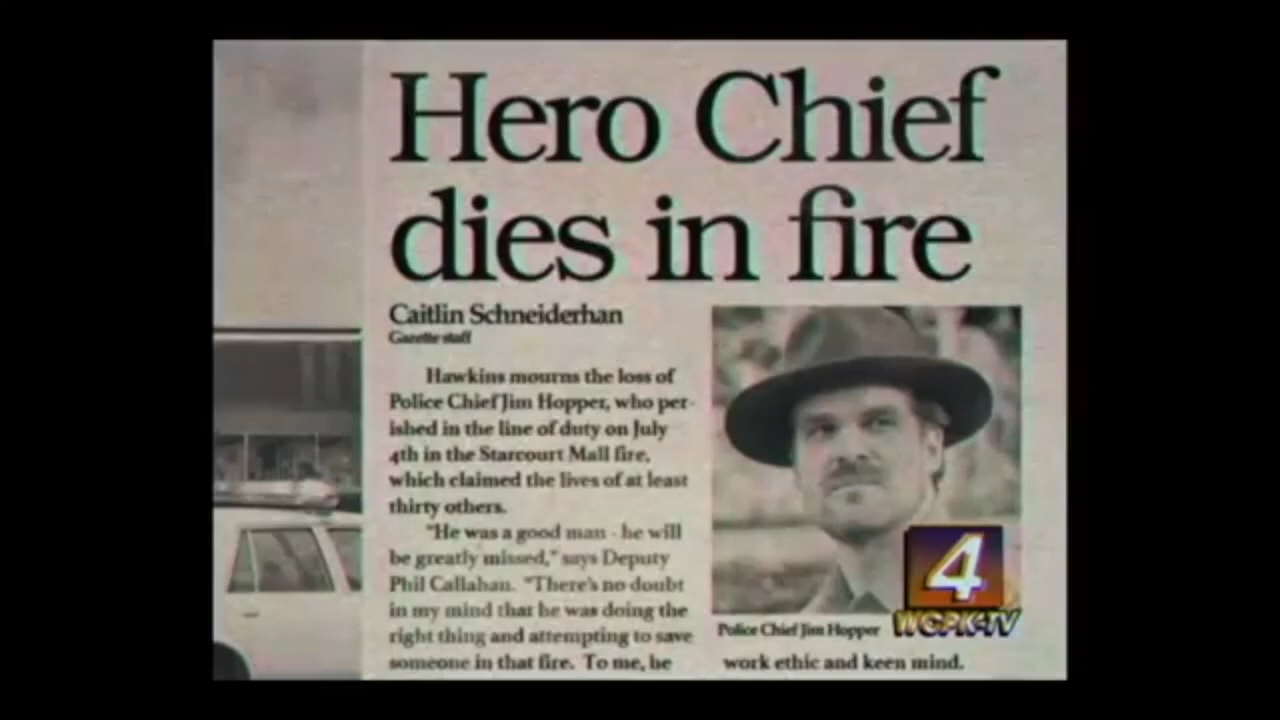 Hero Chief
dies in fire
Caitlin Schneiderhan
Gazette staff
Hawkins mourns the loss of
Police Chief Jim Hopper, who per-
ished in the line of duty on July
4th in the Starcourt Mall fire,
which claimed the lives of at least
thirty others.
"He was a good man - he will
be greatly missed," says Deputy
Phil Callahan. "There's no doubt
in my mind that he was doing the
right thing and attempting to save
someone in that fire. To me, he
Police Chief Jim Hopper
work ethic and keen mind.
4
WGPK-TV